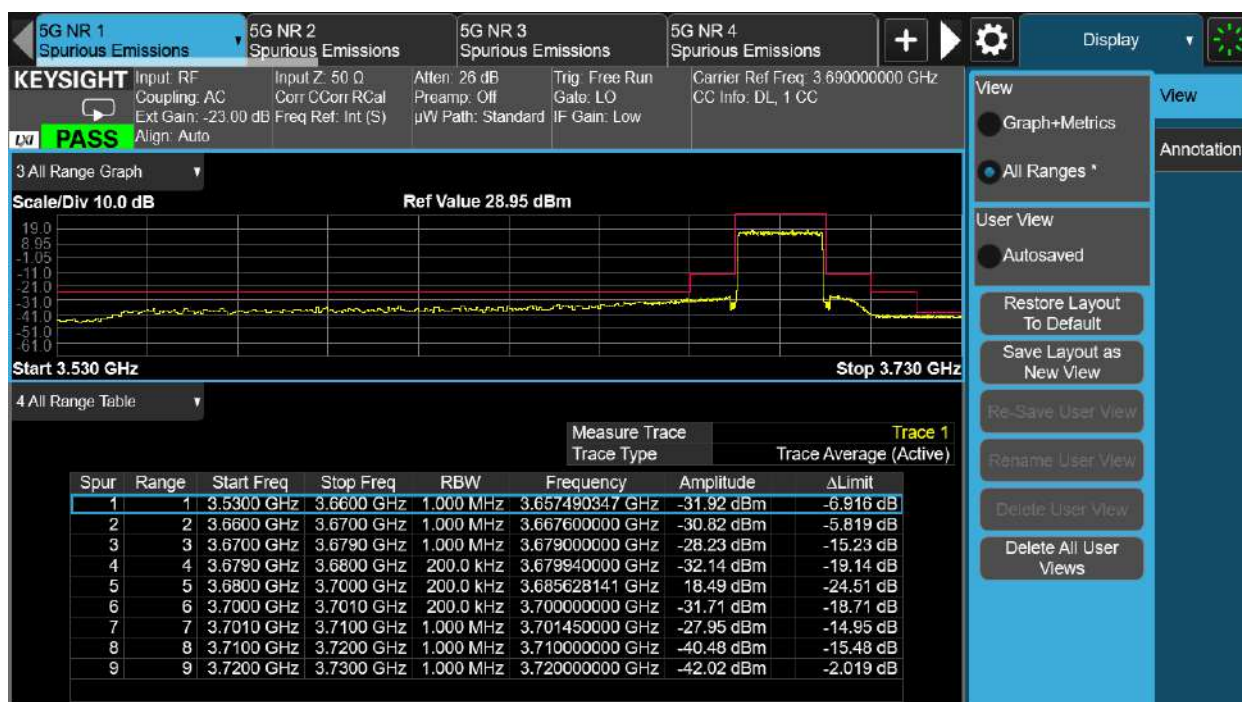 5G NR 1
Spurious Emissions
5G NR 2
Spurious Emissions
5G NR 3
Spurious Emissions
5G NR 4
Spurious Emissions
+
Display
KEYSIGHT
LXI
PASS
Input: RF
Coupling: AC
Ext Gain: -23.00 dB
Align: Auto
Input Z: 50 Ω
Corr CCorr RCal
Freq Ref: Int (S)
Atten: 26 dB
Preamp: Off
µW Path: Standard
Trig: Free Run
Gate: LO
IF Gain: Low
Carrier Ref Freq: 3.690000000 GHz
CC Info: DL, 1 CC
3 All Range Graph
Scale/Div 10.0 dB
Ref Value 28.95 dBm
19.0
8.95
-1.05
-11.0
-21.0
-31.0
-41.0
-51.0
-61.0
Start 3.530 GHz
Stop 3.730 GHz
4 All Range Table
Measure Trace Trace 1
Trace Type Trace Average (Active)
Spur Range Start Freq Stop Freq RBW Frequency Amplitude ΔLimit
1 1 3.5300 GHz 3.6600 GHz 1.000 MHz 3.657490347 GHz -31.92 dBm -6.916 dB
2 2 3.6600 GHz 3.6700 GHz 1.000 MHz 3.667600000 GHz -30.82 dBm -5.819 dB
3 3 3.6700 GHz 3.6790 GHz 1.000 MHz 3.679000000 GHz -28.23 dBm -15.23 dB
4 4 3.6790 GHz 3.6800 GHz 200.0 kHz 3.679940000 GHz -32.14 dBm -19.14 dB
5 5 3.6800 GHz 3.7000 GHz 200.0 kHz 3.685628141 GHz 18.49 dBm -24.51 dB
6 6 3.7000 GHz 3.7010 GHz 200.0 kHz 3.700000000 GHz -31.71 dBm -18.71 dB
7 7 3.7010 GHz 3.7100 GHz 1.000 MHz 3.701450000 GHz -27.95 dBm -14.95 dB
8 8 3.7100 GHz 3.7200 GHz 1.000 MHz 3.710000000 GHz -40.48 dBm -15.48 dB
9 9 3.7200 GHz 3.7300 GHz 1.000 MHz 3.720000000 GHz -42.02 dBm -2.019 dB
View
Graph+Metrics
All Ranges *
User View
Autosaved
Restore Layout
To Default
Save Layout as
New View
Re-Save User View
Rename User View
Delete User View
Delete All User
Views
View
Annotation